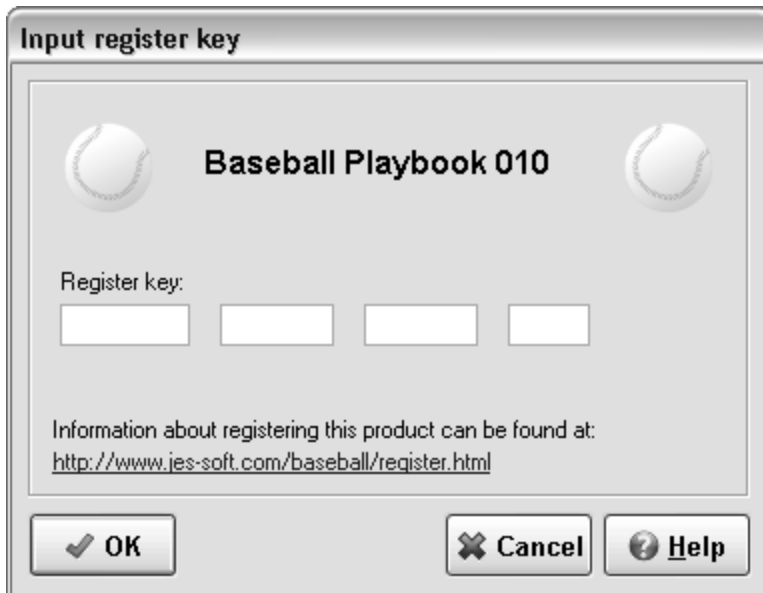 Input register key
Baseball Playbook 010
Register key:
Information about registering this product can be found at:
http://www.jes-soft.com/baseball/register.html
OK
Cancel
Help